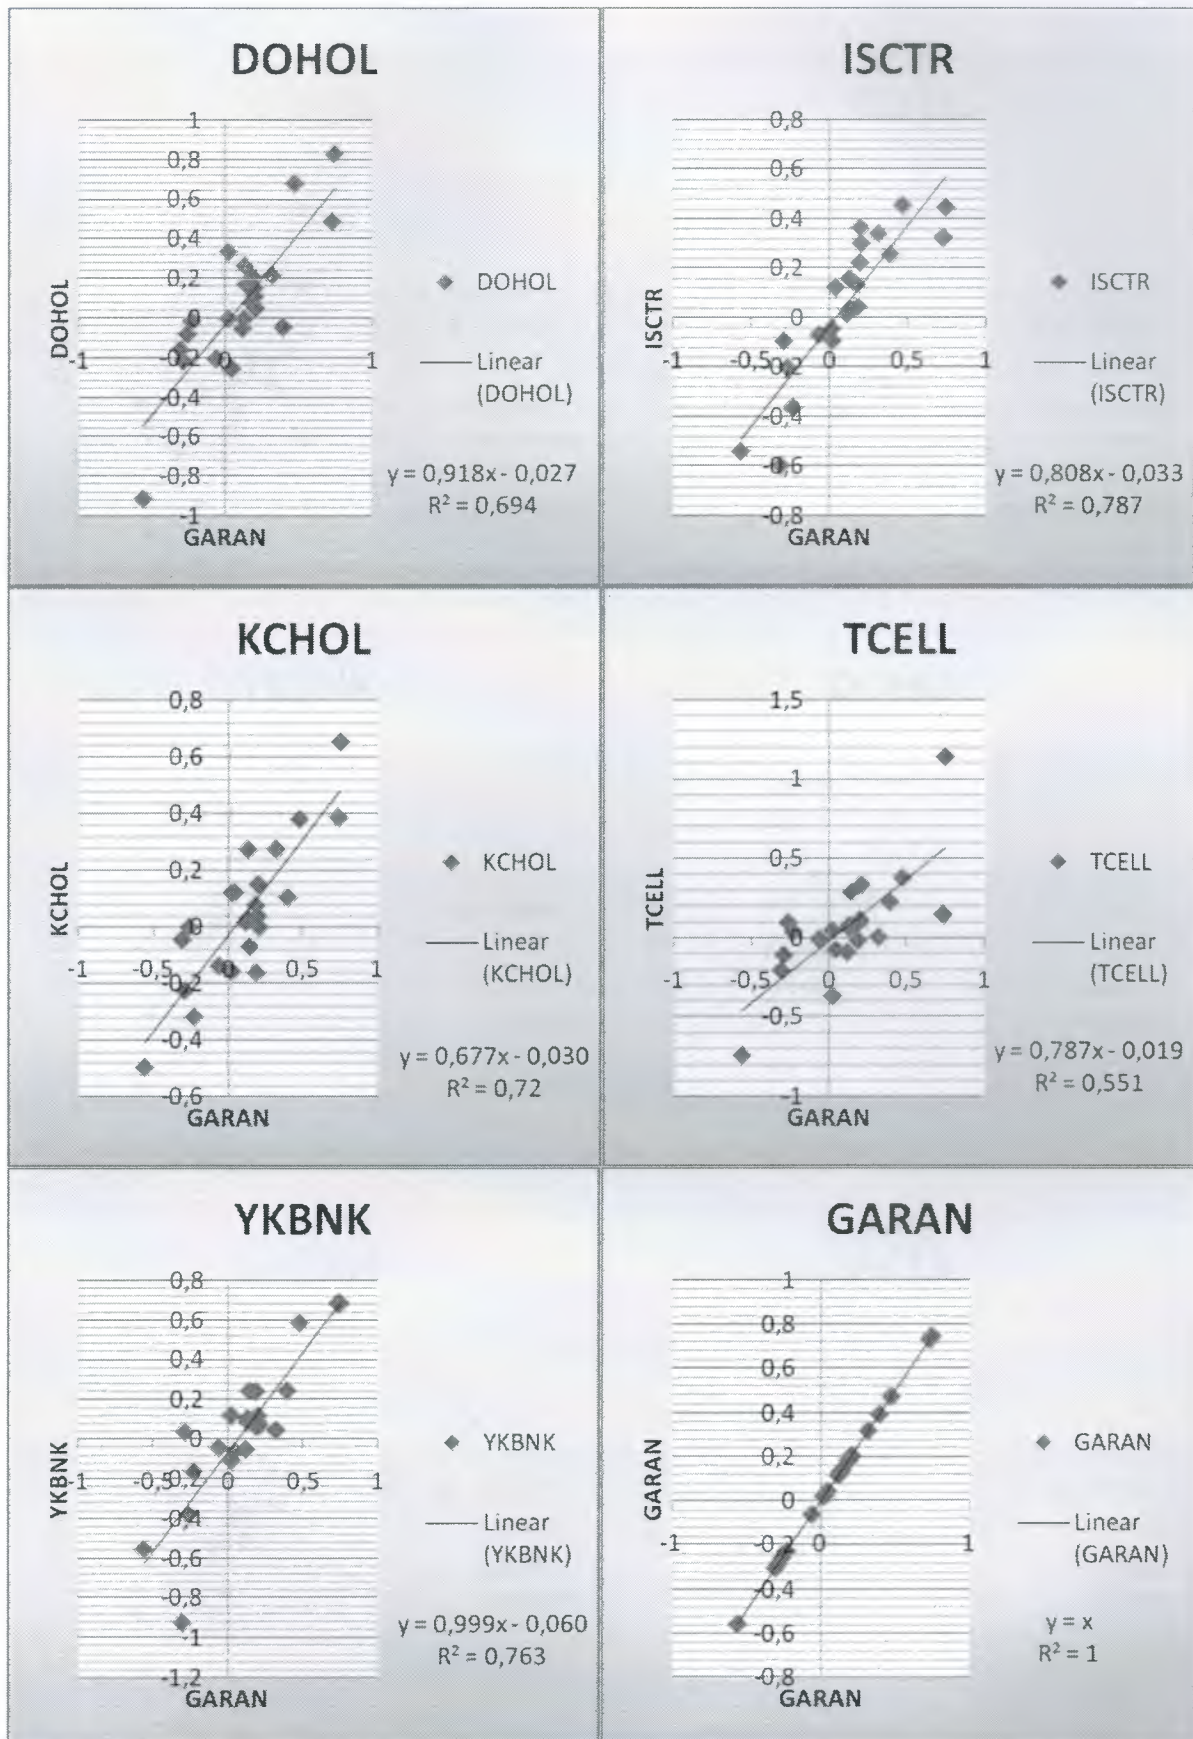 DOHOL
1
0,8
0,6
0,4
0,2
0
-0,2
-0,4
-0,6
-0,8
-1
-1
0
1
DOHOL
GARAN
DOHOL
Linear
(DOHOL)
y = 0,918x - 0,027
R² = 0,694
ISCTR
0,8
0,6
0,4
0,2
0
-0,2
-0,4
-0,6
-0,8
-1
-0,5
0
0,5
1
ISCTR
GARAN
ISCTR
Linear
(ISCTR)
y = 0,808x - 0,033
R² = 0,787
KCHOL
0,8
0,6
0,4
0,2
0
-0,2
-0,4
-0,6
-1
-0,5
0
0,5
1
KCHOL
GARAN
KCHOL
Linear
(KCHOL)
y = 0,677x - 0,030
R² = 0,72
TCELL
1,5
1
0,5
0
-0,5
-1
-1
-0,5
0
0,5
1
TCELL
GARAN
TCELL
Linear
(TCELL)
y = 0,787x - 0,019
R² = 0,551
YKBNK
0,8
0,6
0,4
0,2
0
-0,2
-0,4
-0,6
-0,8
-1
-1,2
-1
-0,5
0
0,5
1
YKBNK
GARAN
YKBNK
Linear
(YKBNK)
y = 0,999x - 0,060
R² = 0,763
GARAN
1
0,8
0,6
0,4
0,2
0
-0,2
-0,4
-0,6
-0,8
-1
0
1
GARAN
GARAN
GARAN
Linear
(GARAN)
y = x
R² = 1